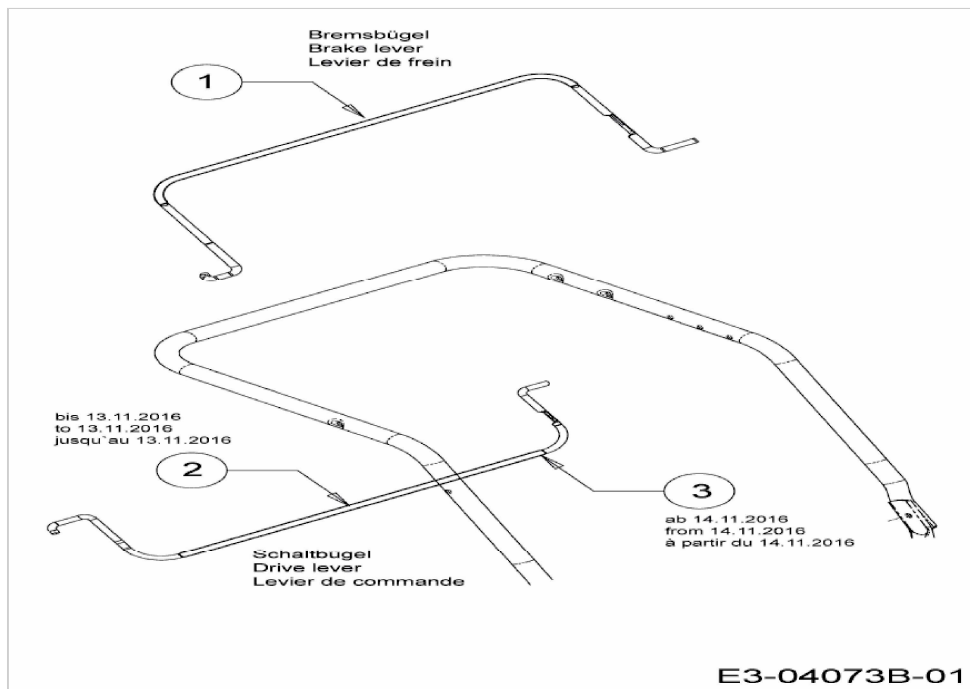 Bremsbügel
Brake lever
Levier de frein
1
bis 13.11.2016
to 13.11.2016
jusqu`au 13.11.2016
2
3
ab 14.11.2016
from 14.11.2016
à partir du 14.11.2016
Schaltbügel
Drive lever
Levier de commande
E3-04073B-01